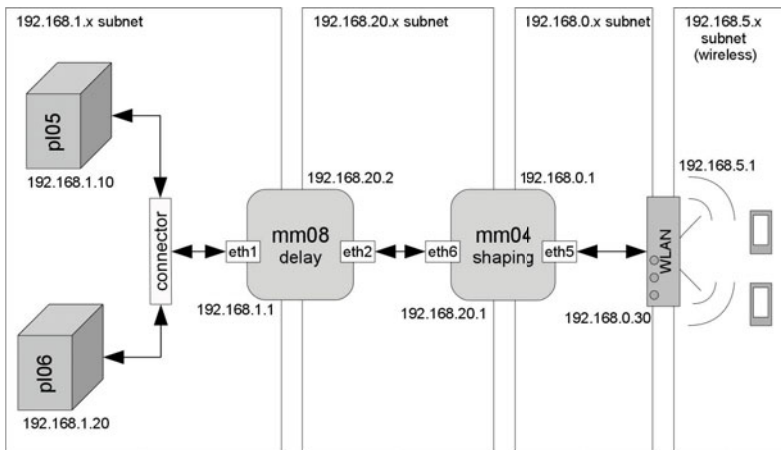 192.168.1.x subnet
192.168.20.x subnet
192.168.0.x subnet
192.168.5.x
subnet
(wireless)
pl05
192.168.1.10
connector
pl06
192.168.1.20
eth1
mm08
delay
eth2
192.168.20.2
192.168.1.1
eth6
mm04
shaping
eth5
192.168.0.1
192.168.20.1
WLAN
192.168.5.1
192.168.0.30